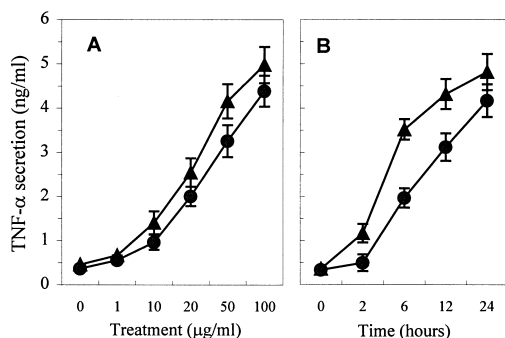 A
B
TNF-α secretion (ng/ml)
6
5
4
3
2
1
0
0 1 10 20 50 100
0 2 6 12 24
Treatment (μg/ml)
Time (hours)